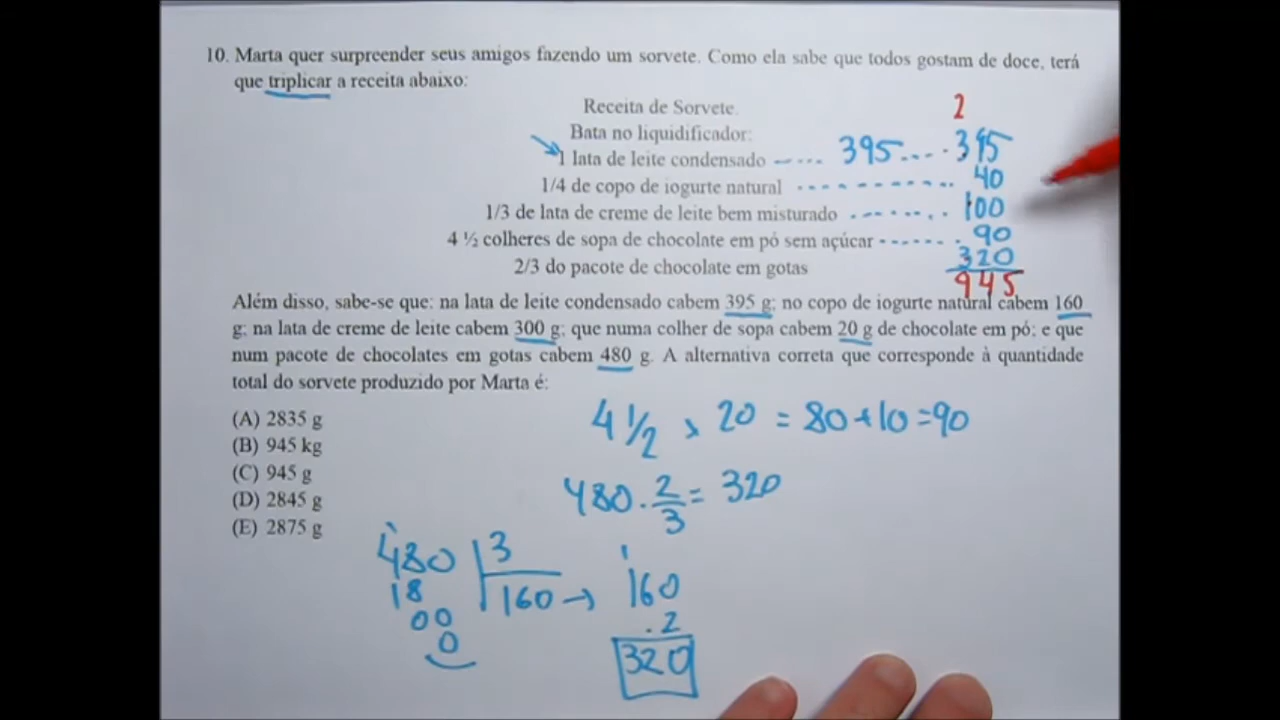 10. Marta quer surpreender seus amigos fazendo um sorvete. Como ela sabe que todos gostam de doce, terá
que triplicar a receita abaixo:
Receita de Sorvete.
2
Bata no liquidificador:
1 lata de leite condensado 395 395
1/4 de copo de iogurte natural 40
1/3 de lata de creme de leite bem misturado 100
4 ½ colheres de sopa de chocolate em pó sem açúcar 90
2/3 do pacote de chocolate em gotas 320
945
Além disso, sabe-se que: na lata de leite condensado cabem 395 g; no copo de iogurte natural cabem 160
g; na lata de creme de leite cabem 300 g; que numa colher de sopa cabem 20 g de chocolate em pó; e que
num pacote de chocolates em gotas cabem 480 g. A alternativa correta que corresponde à quantidade
total do sorvete produzido por Marta é:
(A) 2835 g
(B) 945 kg
(C) 945 g
(D) 2845 g
(E) 2875 g
4 1/2 x 20 = 80 + 10 = 90
480 . 2/3 = 320
480 3
18 160 → 160
00 . 2
0 320